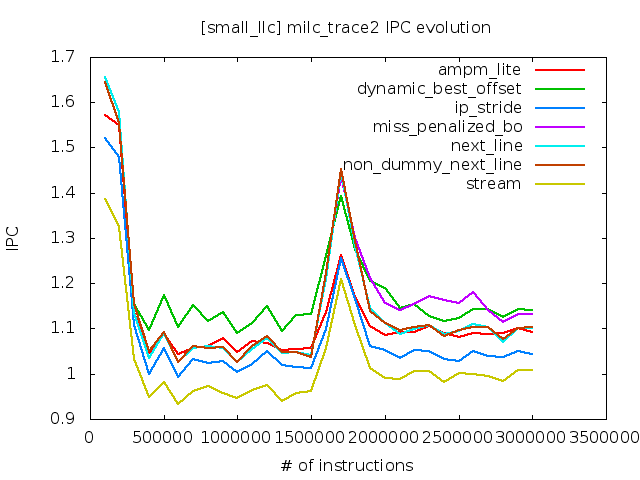 [small_llc] milc_trace2 IPC evolution
1.7
1.6
1.5
1.4
1.3
1.2
1.1
1
0.9
IPC
ampm_lite
dynamic_best_offset
ip_stride
miss_penalized_bo
next_line
non_dummy_next_line
stream
0 500000 1000000 1500000 2000000 2500000 3000000 3500000
# of instructions